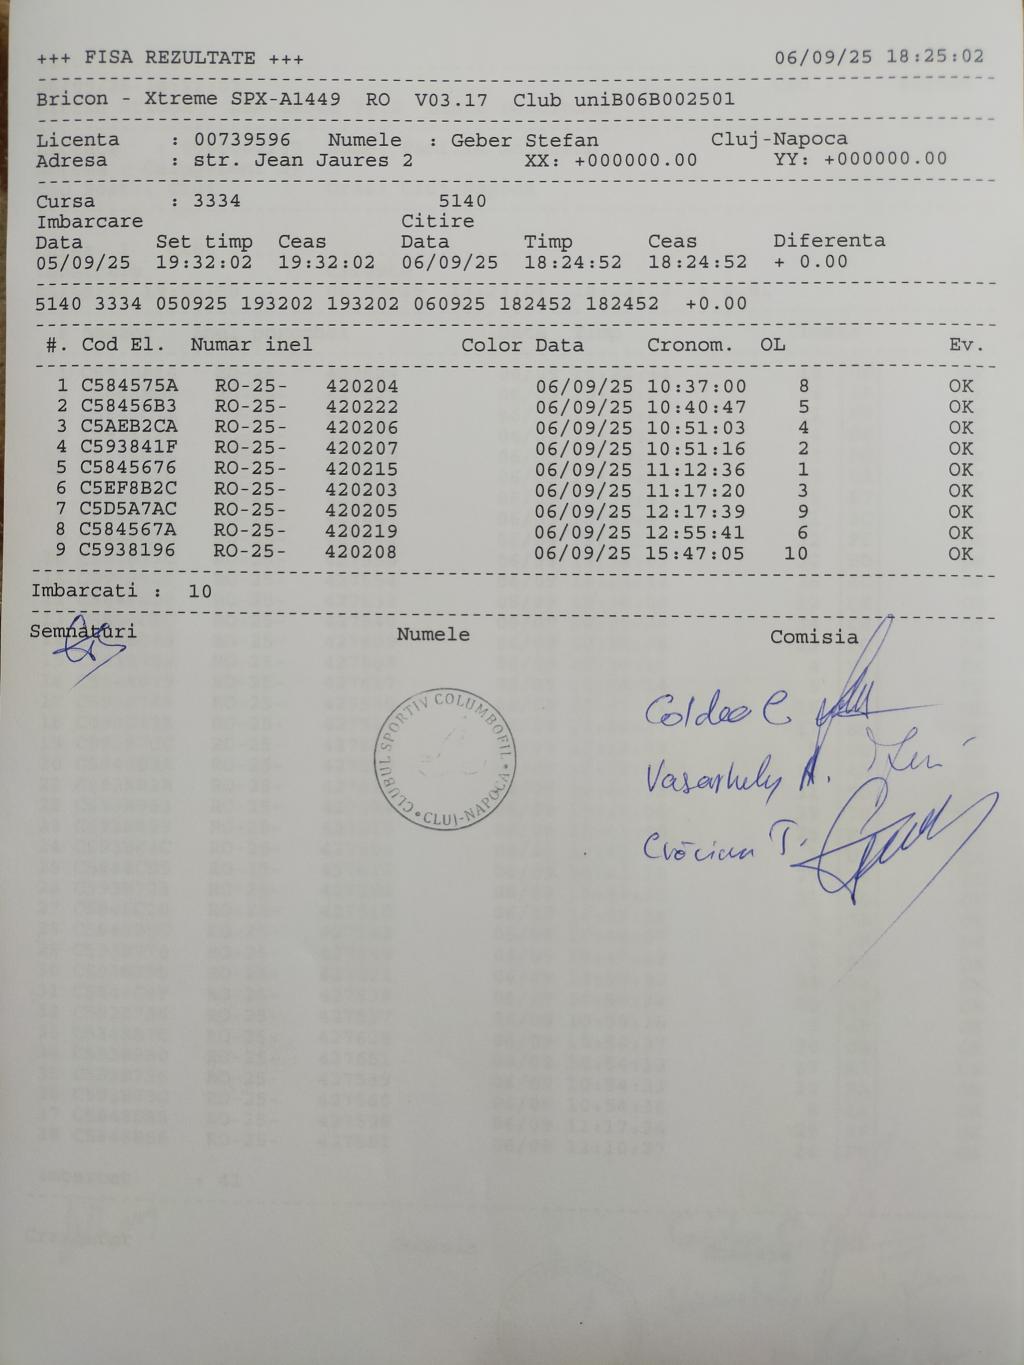 +++ FISA REZULTATE +++ 06/09/25 18:25:02
Bricon - Xtreme SPX-A1449 RO V03.17 Club uniB06B002501
Licenta : 00739596 Numele : Geber Stefan Cluj-Napoca
Adresa : str. Jean Jaures 2 XX: +000000.00 YY: +000000.00
Cursa : 3334 5140
Imbarcare Citire
Data Set timp Ceas Data Timp Ceas Diferenta
05/09/25 19:32:02 19:32:02 06/09/25 18:24:52 18:24:52 + 0.00
5140 3334 050925 193202 193202 060925 182452 182452 +0.00
#. Cod El. Numar inel Color Data Cronom. OL Ev.
1 C584575A RO-25- 420204 06/09/25 10:37:00 8 OK
2 C58456B3 RO-25- 420222 06/09/25 10:40:47 5 OK
3 C5AEB2CA RO-25- 420206 06/09/25 10:51:03 4 OK
4 C593841F RO-25- 420207 06/09/25 10:51:16 2 OK
5 C5845676 RO-25- 420215 06/09/25 11:12:36 1 OK
6 C5EF8B2C RO-25- 420203 06/09/25 11:17:20 3 OK
7 C5D5A7AC RO-25- 420205 06/09/25 12:17:39 9 OK
8 C584567A RO-25- 420219 06/09/25 12:55:41 6 OK
9 C5938196 RO-25- 420208 06/09/25 15:47:05 10 OK
Imbarcati : 10
Semnături Numele Comisia
CLUBUL SPORTIV COLUMBOFIL
CLUJ-NAPOCA
Coldea C
Vasarhely A.
T.